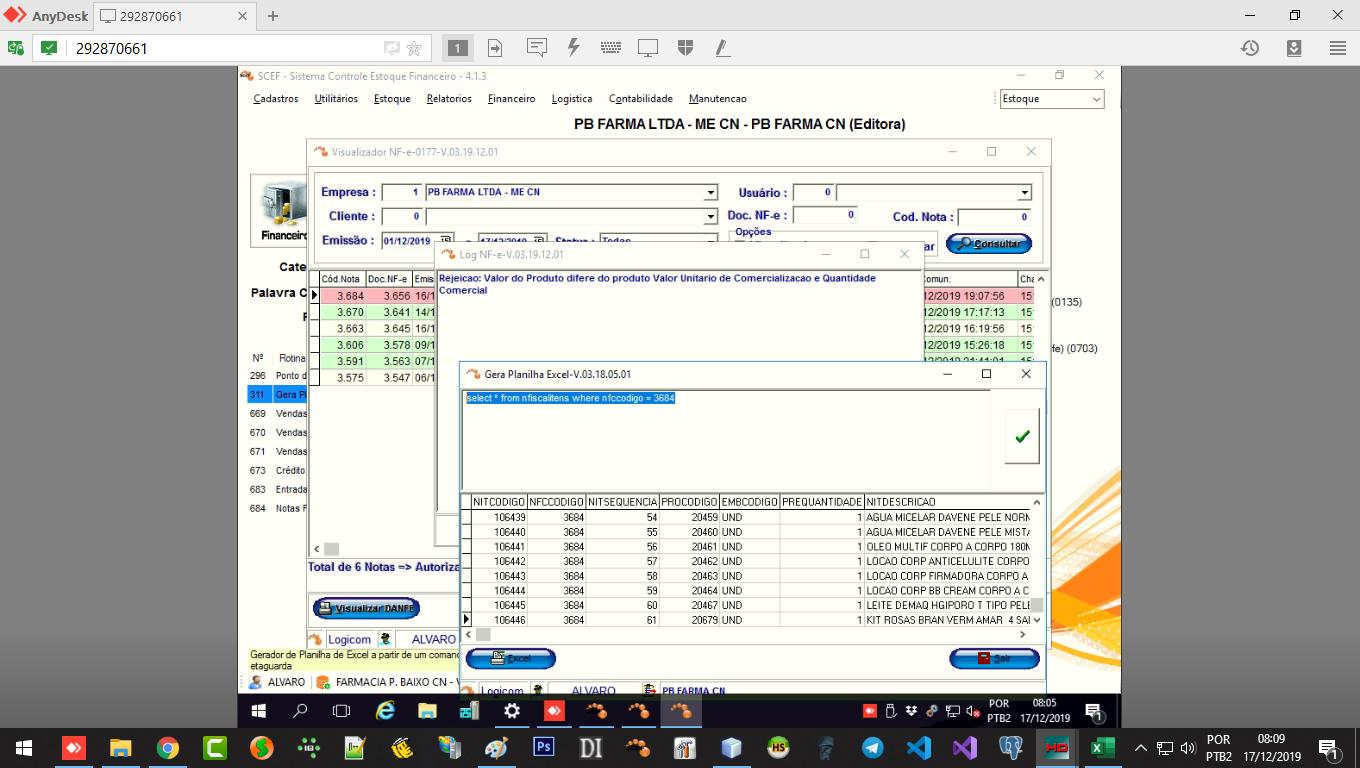 AnyDesk
292870661
292870661
1
SCEF - Sistema Controle Estoque Financeiro - 4.1.3
Cadastros Utilitários Estoque Relatorios Financeiro Logistica Contabilidade Manutencao
Estoque
PB FARMA LTDA - ME CN - PB FARMA CN (Editora)
Visualizador NF-e-0177-V.03.19.12.01
Empresa : 1 PB FARMA LTDA - ME CN Usuário : 0
Cliente : 0 Doc. NF-e : 0 Cod. Nota : 0
Financeiro
Emissão : 01/12/2019 Opções
Consultar
Log NF-e-V.03.19.12.01
Rejeicao: Valor do Produto difere do produto Valor Unitario de Comercializacao e Quantidade
Comercial
Cate
Palavra C
Cód.Nota Doc.NF-e Emis omun. Cha
3.684 3.656 16/1 12/2019 19:07:56 15
3.670 3.641 14/1 12/2019 17:17:13 15
3.663 3.645 16/1 12/2019 16:19:56 15
3.606 3.578 09/1 12/2019 15:26:18 15
3.591 3.563 07/1
3.575 3.547 06/1
(0135)
fe) (0703)
Nº Rotina
296 Ponto d
311 Gera Pl
669 Vendas
670 Vendas
671 Vendas
673 Crédito
683 Entrada
684 Notas F
Gera Planilha Excel-V.03.18.05.01
select * from nfiscalitens where nfccodigo = 3684
NITCODIGO NFCCODIGO NITSEQUENCIA PROCODIGO EMBCODIGO PREQUANTIDADE NITDESCRICAO
106439 3684 54 20459 UND 1 AGUA MICELAR DAVENE PELE NORM
106440 3684 55 20460 UND 1 AGUA MICELAR DAVENE PELE MISTA
106441 3684 56 20461 UND 1 OLEO MULTIF CORPO A CORPO 180M
106442 3684 57 20462 UND 1 LOCAO CORP ANTICELULITE CORPO
106443 3684 58 20463 UND 1 LOCAO CORP FIRMADORA CORPO A
106444 3684 59 20464 UND 1 LOCAO CORP BB CREAM CORPO A C
106445 3684 60 20467 UND 1 LEITE DEMAQ HGIPORO T TIPO PELE
106446 3684 61 20679 UND 1 KIT ROSAS BRAN VERM AMAR 4 SAI
Total de 6 Notas => Autoriza
Visualizar DANFE
Logicom ALVARO
Excel Sair
Gerador de Planilha de Excel a partir de um comand
etaguarda
ALVARO FARMACIA P. BAIXO CN - V
Logicom ALVARO PB FARMA CN
POR 08:05
PTB2 17/12/2019 1
Ps DI HS HD
POR 08:09
PTB2 17/12/2019 1